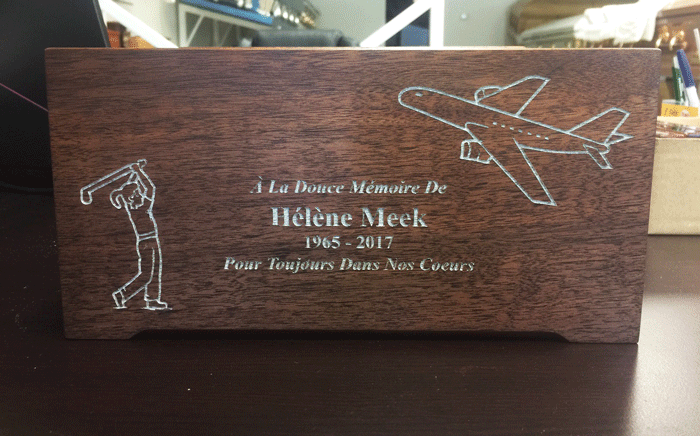 À La Douce Mémoire De
Hélène Meek
1965 - 2017
Pour Toujours Dans Nos Coeurs